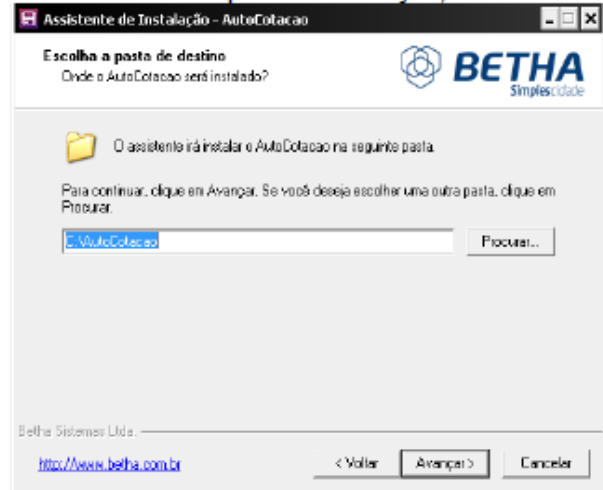 Assistente de Instalação - AutoCotacao
Escolha a pasta de destino
Onde o AutoCotacao será instalado?
BETHA
Simplescidade
O assistente irá instalar o AutoCotacao na seguinte pasta.
Para continuar, clique em Avançar. Se você deseja escolher uma outra pasta, clique em
Procurar.
C:\AutoCotacao
Procurar...
Betha Sistemas Ltda.
http://www.betha.com.br
< Voltar
Avançar >
Cancelar